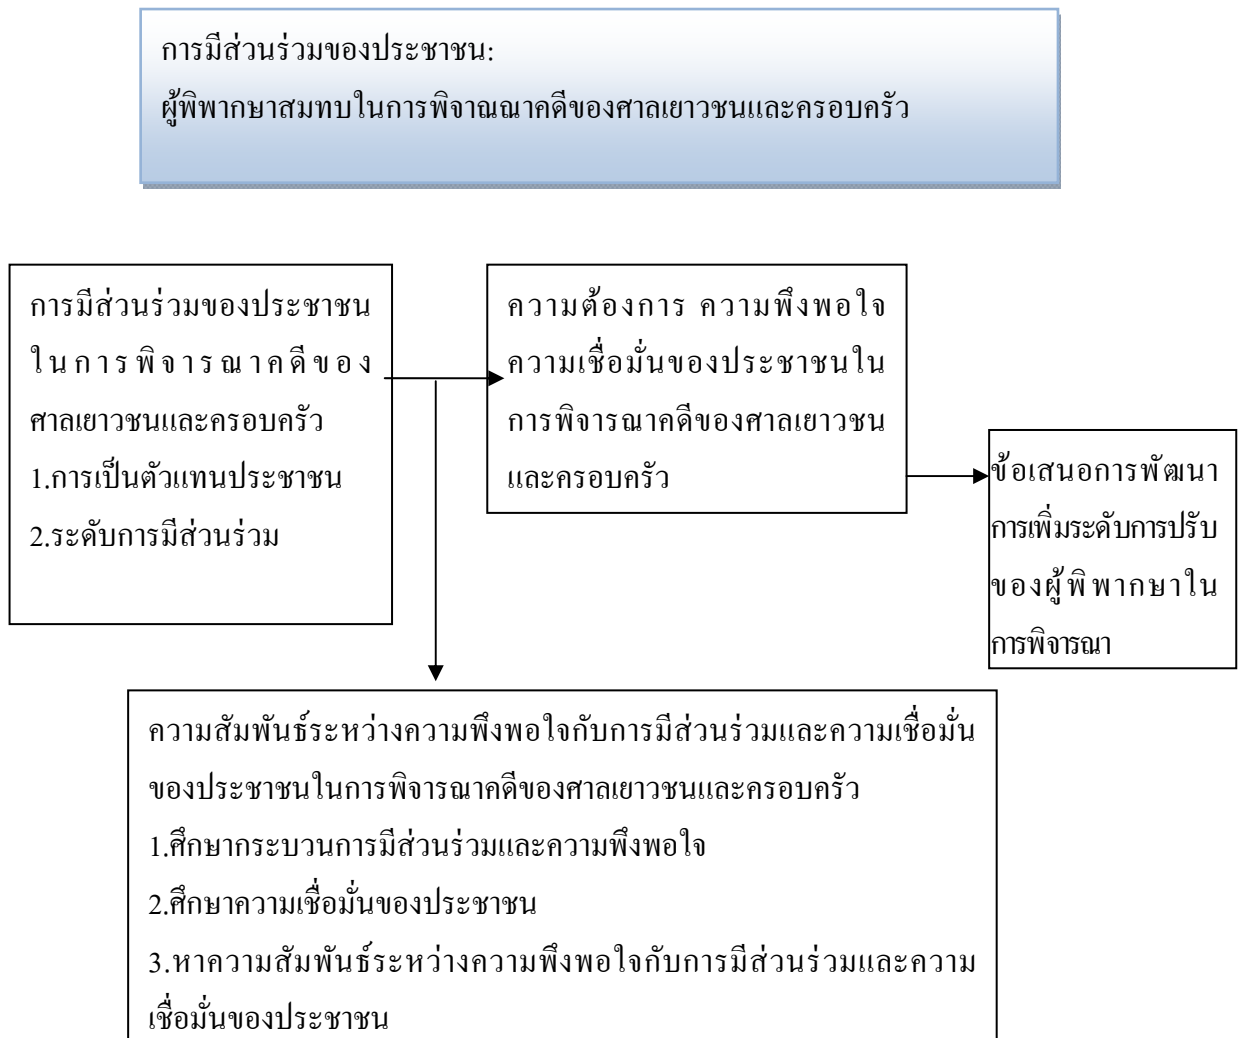 การมีส่วนร่วมของประชาชน:
ผู้พิพากษาสมทบในการพิจาณณาคดีของศาลเยาวชนและครอบครัว
การมีส่วนร่วมของประชาชน
ในการพิจารณาคดีของ
ศาลเยาวชนและครอบครัว
1.การเป็นตัวแทนประชาชน
2.ระดับการมีส่วนร่วม
ความต้องการ ความพึงพอใจ
ความเชื่อมั่นของประชาชนใน
การพิจารณาคดีของศาลเยาวชน
และครอบครัว
ข้อเสนอการพัฒนา
การเพิ่มระดับการปรับ
ของผู้พิพากษาใน
การพิจารณา
ความสัมพันธ์ระหว่างความพึงพอใจกับการมีส่วนร่วมและความเชื่อมั่น
ของประชาชนในการพิจารณาคดีของศาลเยาวชนและครอบครัว
1.ศึกษากระบวนการมีส่วนร่วมและความพึงพอใจ
2.ศึกษาความเชื่อมั่นของประชาชน
3.หาความสัมพันธ์ระหว่างความพึงพอใจกับการมีส่วนร่วมและความ
เชื่อมั่นของประชาชน